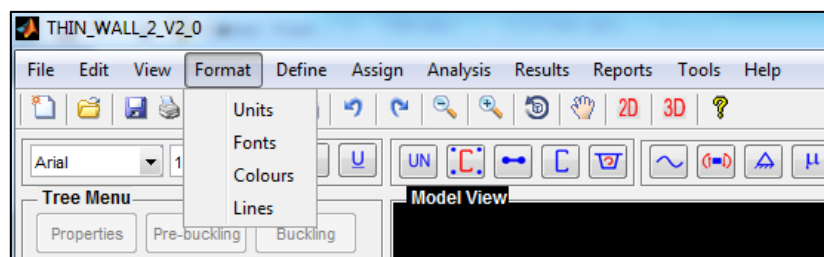 THIN_WALL_2_V2_0
File Edit View Format Define Assign Analysis Results Reports Tools Help
Units
2D 3D ?
Fonts
Arial 1 U UN
Colours
Tree Menu
Model View
Lines
Properties Pre-buckling Buckling
μ